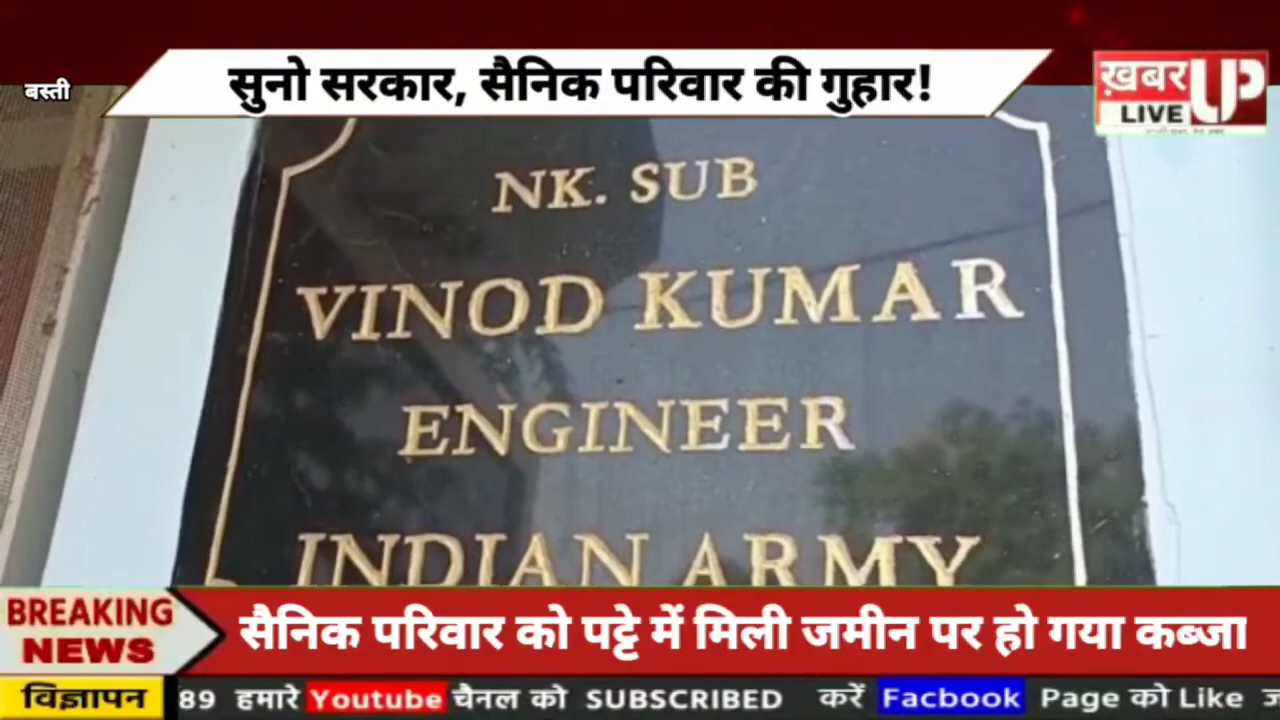 सुनो सरकार, सैनिक परिवार की गुहार!
बस्ती
ख़बर UP
LIVE
NK. SUB
VINOD KUMAR
ENGINEER
INDIAN ARMY
BREAKING
NEWS
सैनिक परिवार को पट्टे में मिली जमीन पर हो गया कब्जा
विज्ञापन
89 हमारे Youtube चैनल को SUBSCRIBED करें Facbook Page को Like